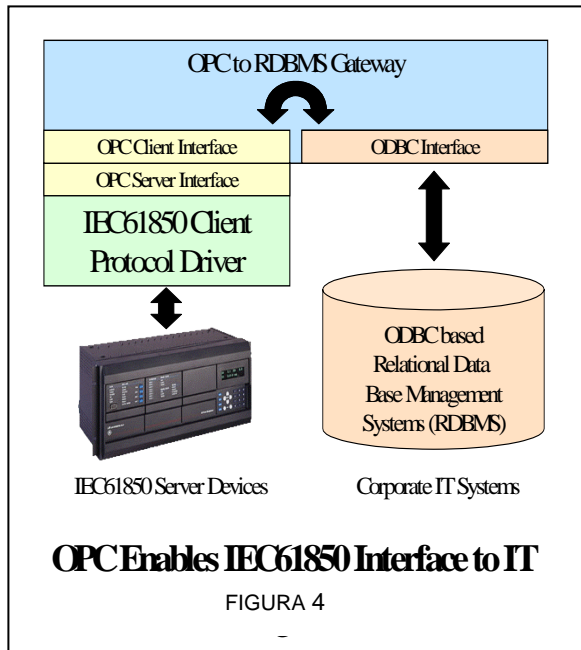 OPC to RDBMS Gateway
OPC Client Interface
ODBC Interface
OPC Server Interface
IEC61850 Client
Protocol Driver
ODBC based
Relational Data
Base Management
Systems (RDBMS)
IEC61850 Server Devices
Corporate IT Systems
OPC Enables IEC61850 Interface to IT
FIGURA 4